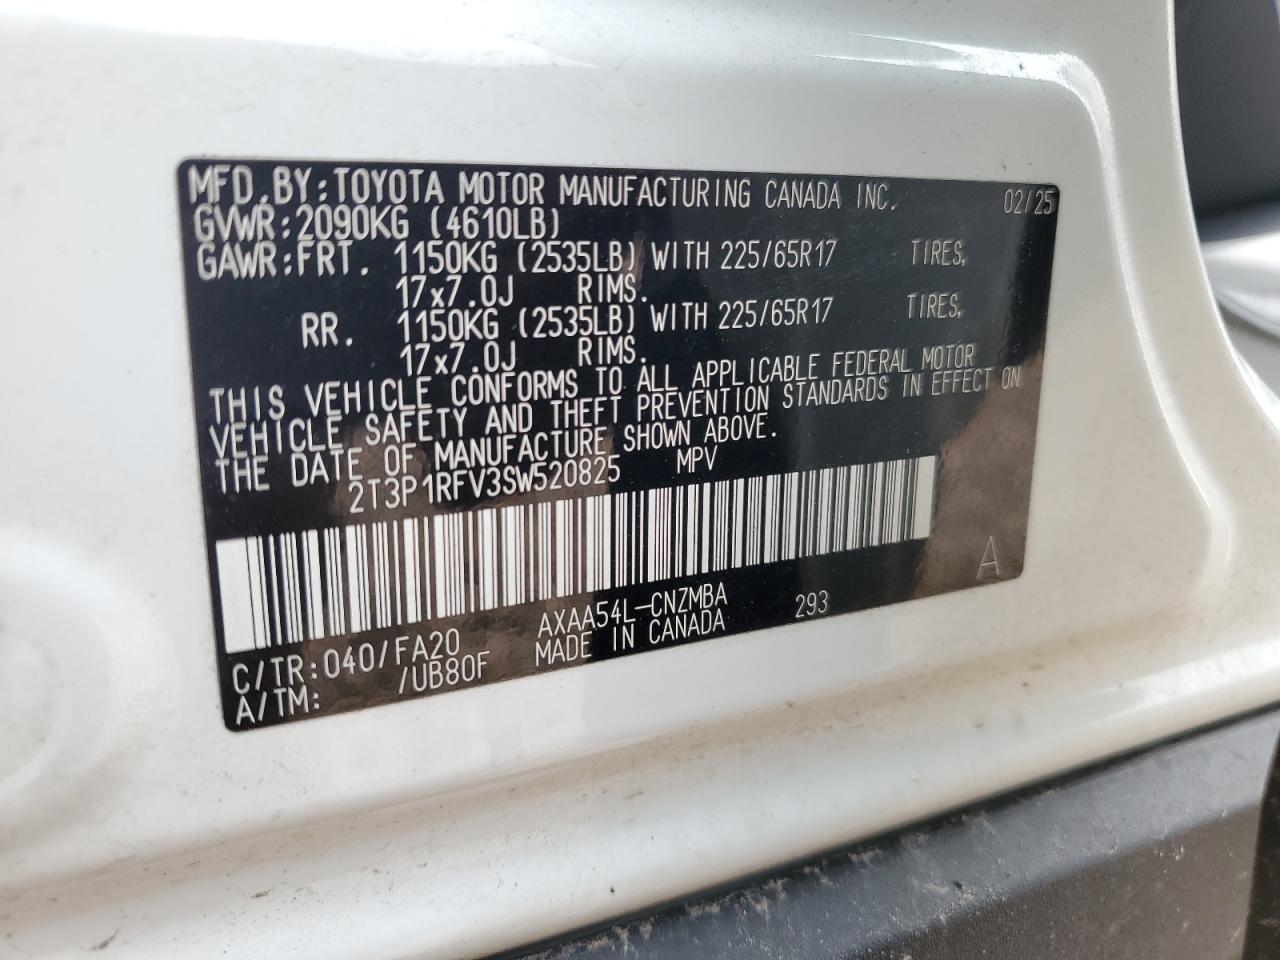 MFD.BY:TOYOTA MOTOR MANUFACTURING CANADA INC. 02/25
GVWR:2090KG (4610LB)
GAWR:FRT. 1150KG (2535LB) WITH 225/65R17 TIRES,
17x7.0J RIMS.
RR. 1150KG (2535LB) WITH 225/65R17 TIRES,
17x7.0J RIMS.
THIS VEHICLE CONFORMS TO ALL APPLICABLE FEDERAL MOTOR
VEHICLE SAFETY AND THEFT PREVENTION STANDARDS IN EFFECT ON
THE DATE OF MANUFACTURE SHOWN ABOVE.
2T3P1RFV3SW520825 MPV
A
C/TR:040/FA20 AXAA54L-CNZMBA 293
A/TM: /UB80F MADE IN CANADA